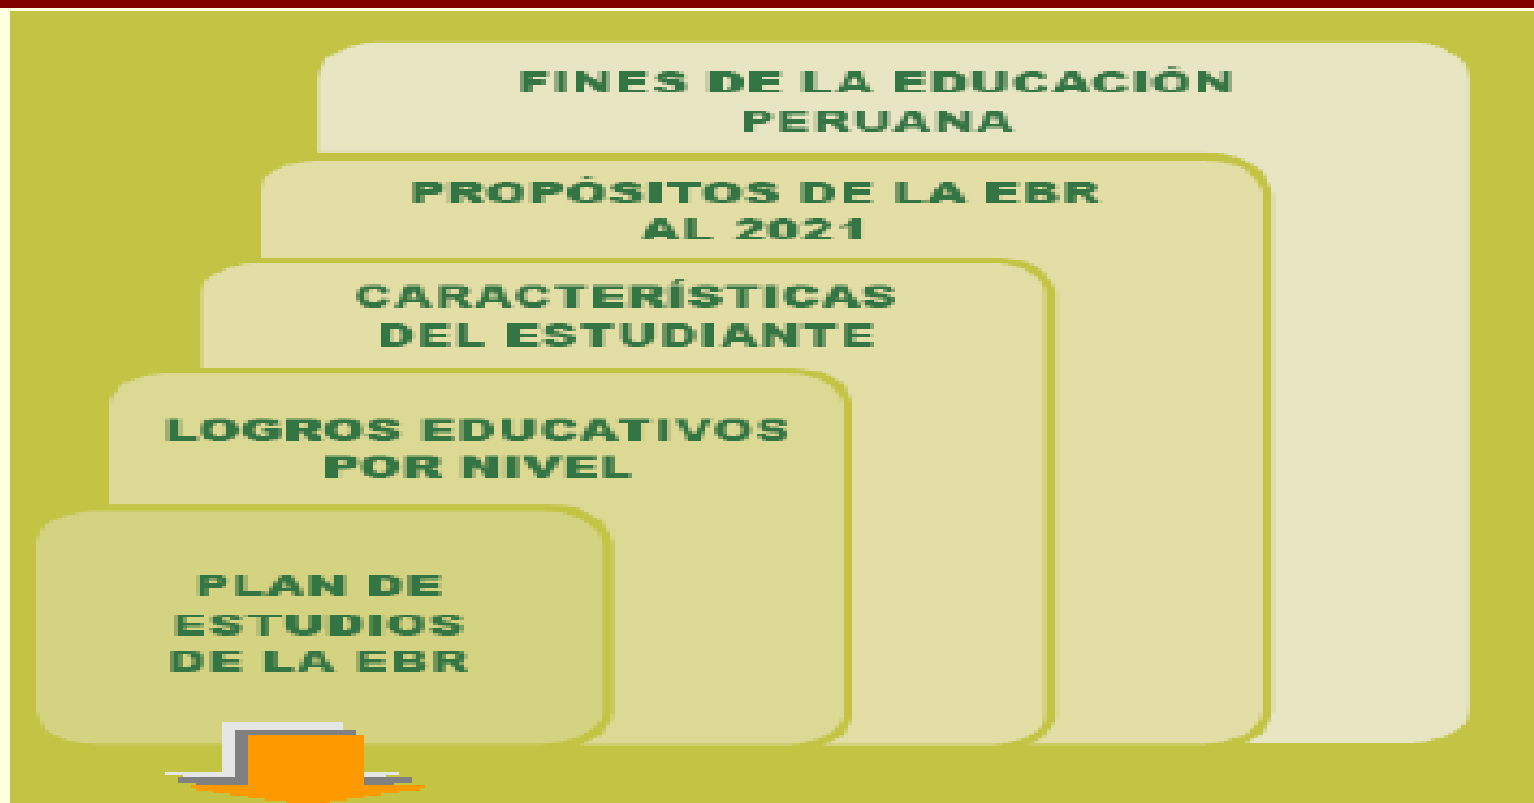 FINES DE LA EDUCACIÓN
PERUANA
PROPÓSITOS DE LA EBR
AL 2021
CARACTERÍSTICAS
DEL ESTUDIANTE
LOGROS EDUCATIVOS
POR NIVEL
PLAN DE
ESTUDIOS
DE LA EBR